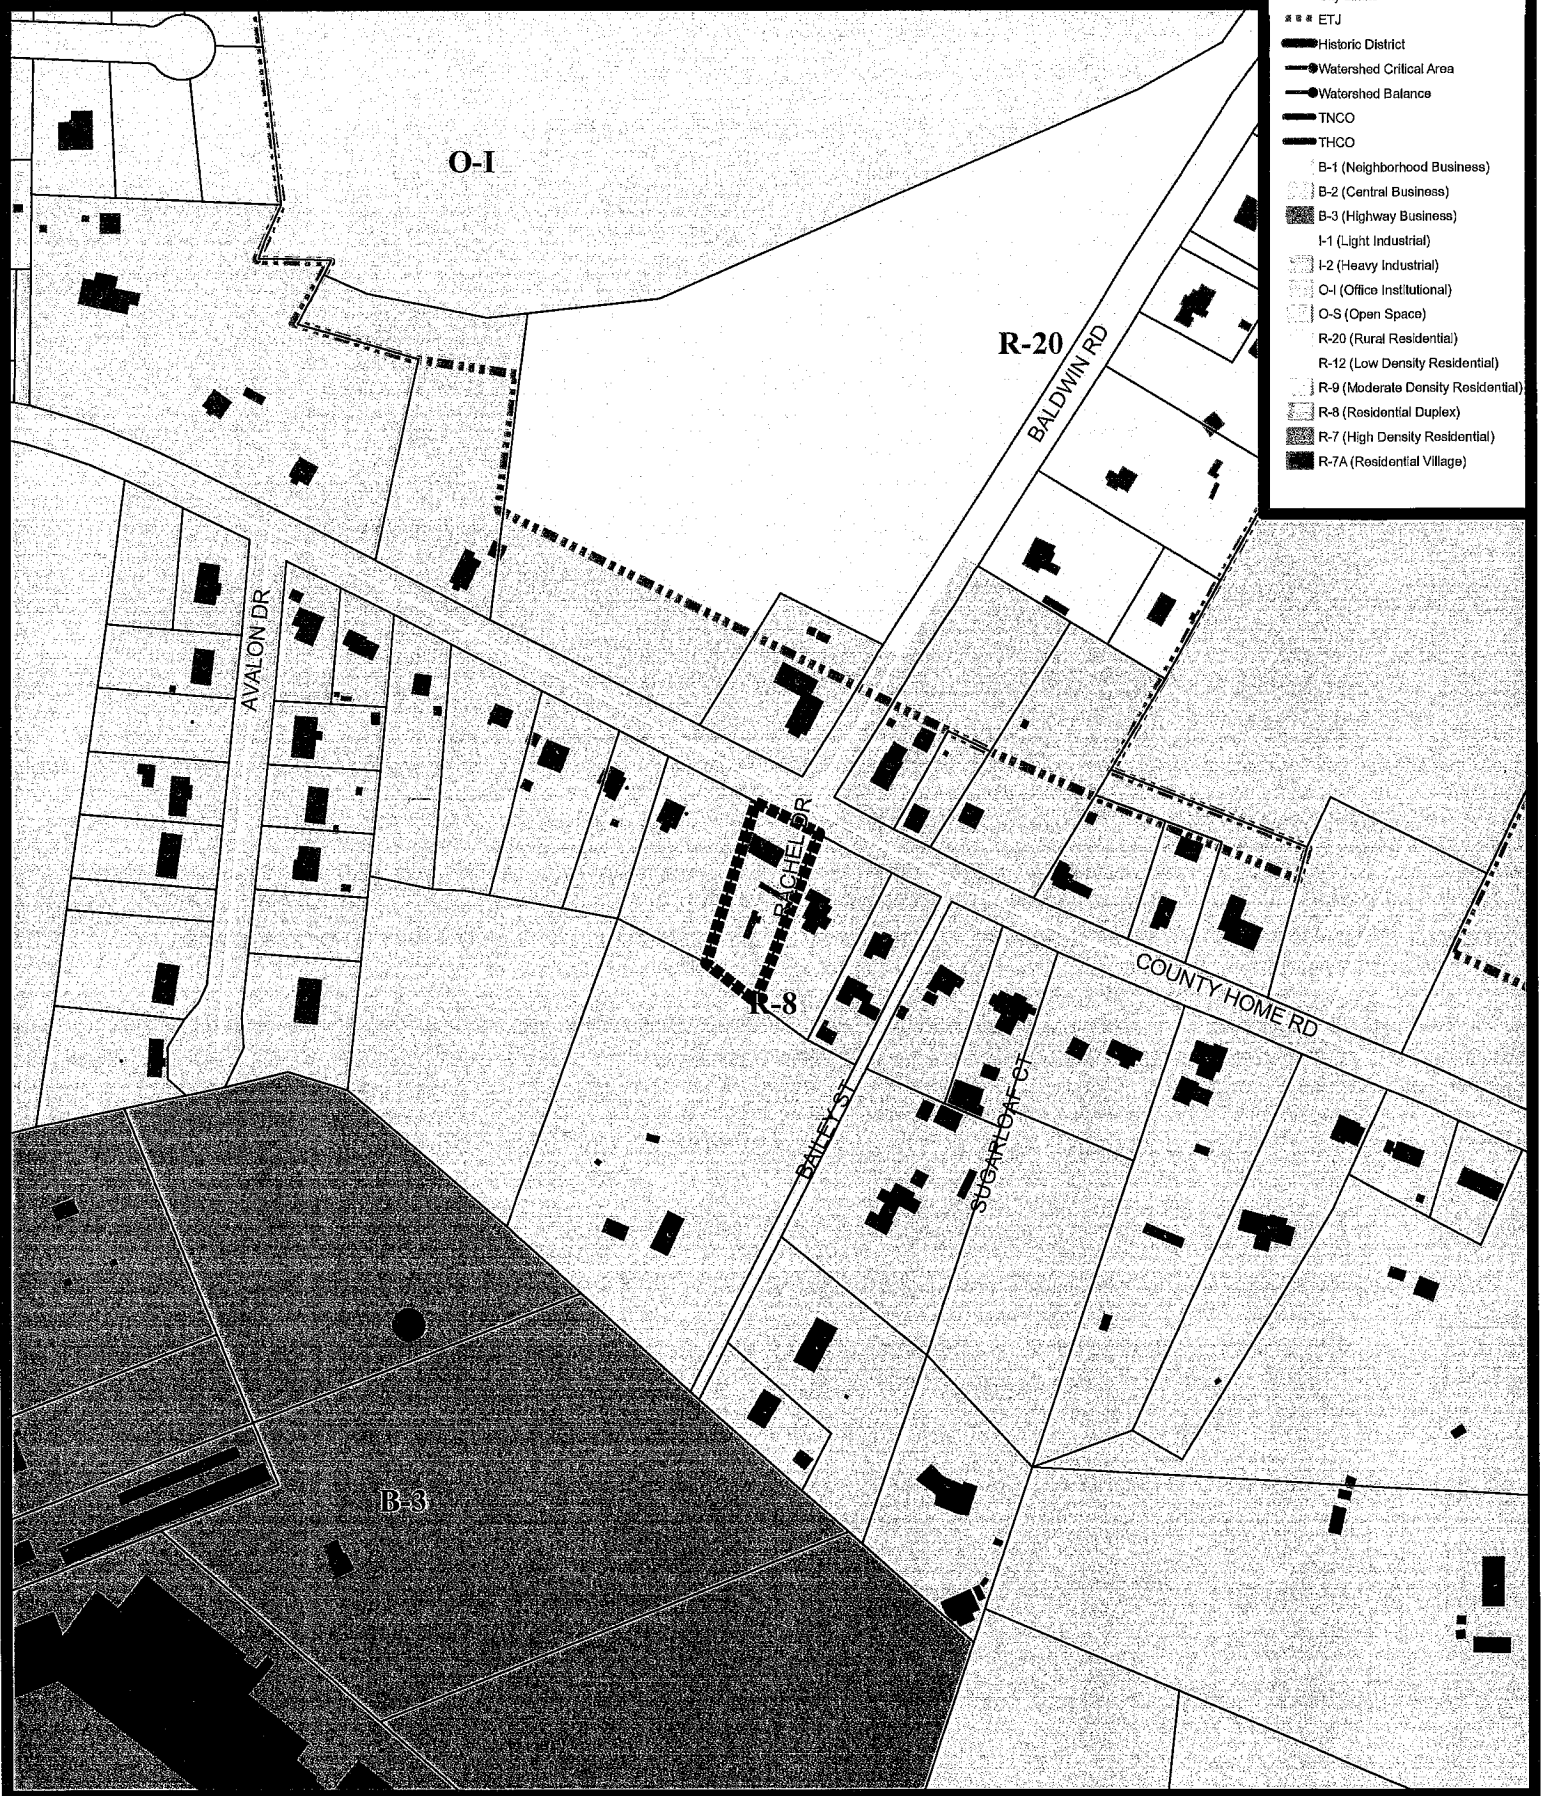 ETJ
Historic District
Watershed Critical Area
Watershed Balance
TNCO
THCO
B-1 (Neighborhood Business)
B-2 (Central Business)
B-3 (Highway Business)
I-1 (Light Industrial)
I-2 (Heavy Industrial)
O-I (Office Institutional)
O-S (Open Space)
R-20 (Rural Residential)
R-12 (Low Density Residential)
R-9 (Moderate Density Residential)
R-8 (Residential Duplex)
R-7 (High Density Residential)
R-7A (Residential Village)
O-I
R-20
BALDWIN RD
AVALON DR
RACHEL DR
COUNTY HOME RD
R-8
BAILEY ST
SUGARLOAF CT
B-3